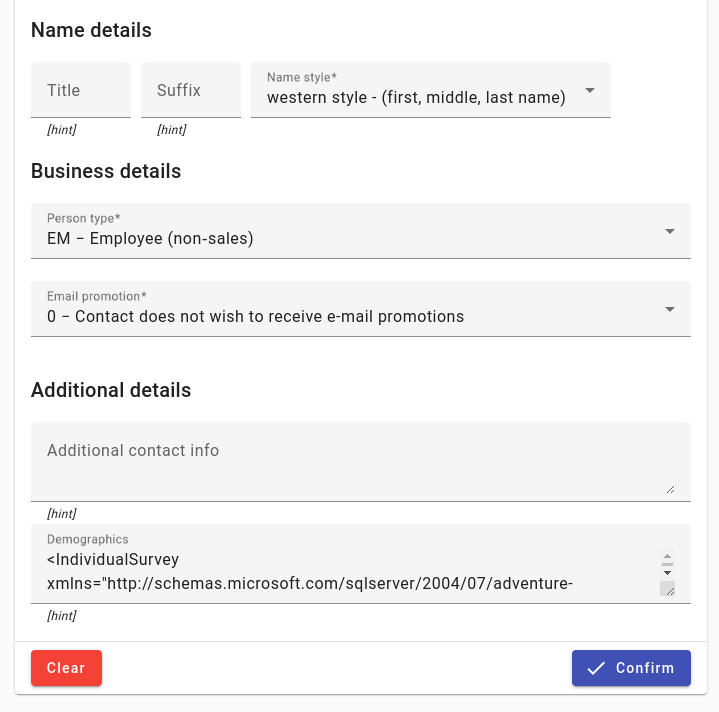 Name details
Title
Suffix
Name style*
western style - (first, middle, last name)
[hint]
[hint]
Business details
Person type*
EM – Employee (non-sales)
Email promotion*
0 – Contact does not wish to receive e-mail promotions
Additional details
Additional contact info
[hint]
Demographics
<IndividualSurvey
xmlns="http://schemas.microsoft.com/sqlserver/2004/07/adventure-
[hint]
Clear
Confirm